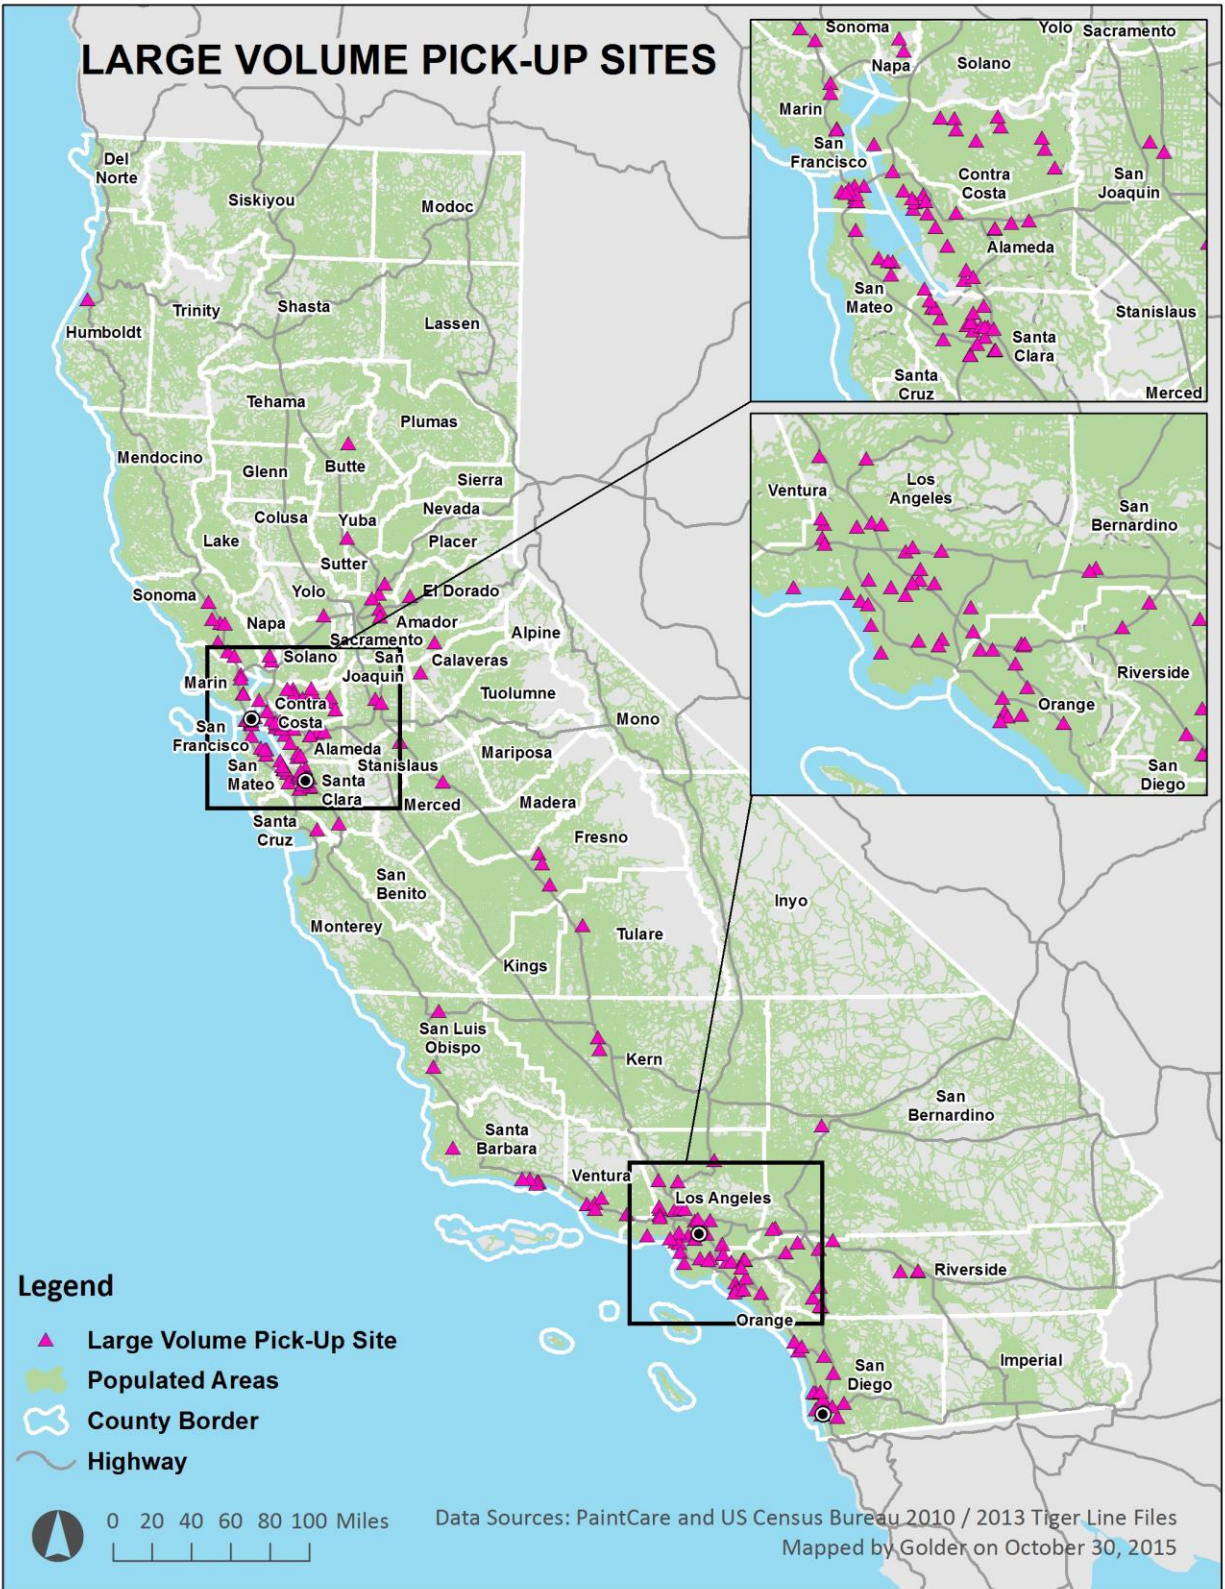 LARGE VOLUME PICK-UP SITES
Del
Norte
Siskiyou
Modoc
Humboldt
Trinity
Shasta
Lassen
Tehama
Plumas
Mendocino
Glenn
Butte
Sierra
Colusa
Yuba
Nevada
Lake
Placer
Sutter
Sonoma
Yolo
El Dorado
Napa
Sacramento
Amador
Alpine
Solano
San
Joaquin
Calaveras
Marin
Tuolumne
Contra
Costa
Mono
San
Francisco
Alameda
Mariposa
Stanislaus
San
Mateo
Santa
Clara
Merced
Madera
Santa
Cruz
Fresno
San
Benito
Inyo
Monterey
Tulare
Kings
San Luis
Obispo
Kern
San
Bernardino
Santa
Barbara
Ventura
Los Angeles
Riverside
Orange
San
Diego
Imperial
Sonoma
Yolo
Sacramento
Napa
Solano
Marin
San
Francisco
Contra
Costa
San
Joaquin
Alameda
San
Mateo
Stanislaus
Santa
Clara
Santa
Cruz
Merced
Ventura
Los
Angeles
San
Bernardino
Riverside
Orange
San
Diego
Legend
Large Volume Pick-Up Site
Populated Areas
County Border
Highway
0 20 40 60 80 100 Miles
Data Sources: PaintCare and US Census Bureau 2010 / 2013 Tiger Line Files
Mapped by Golder on October 30, 2015